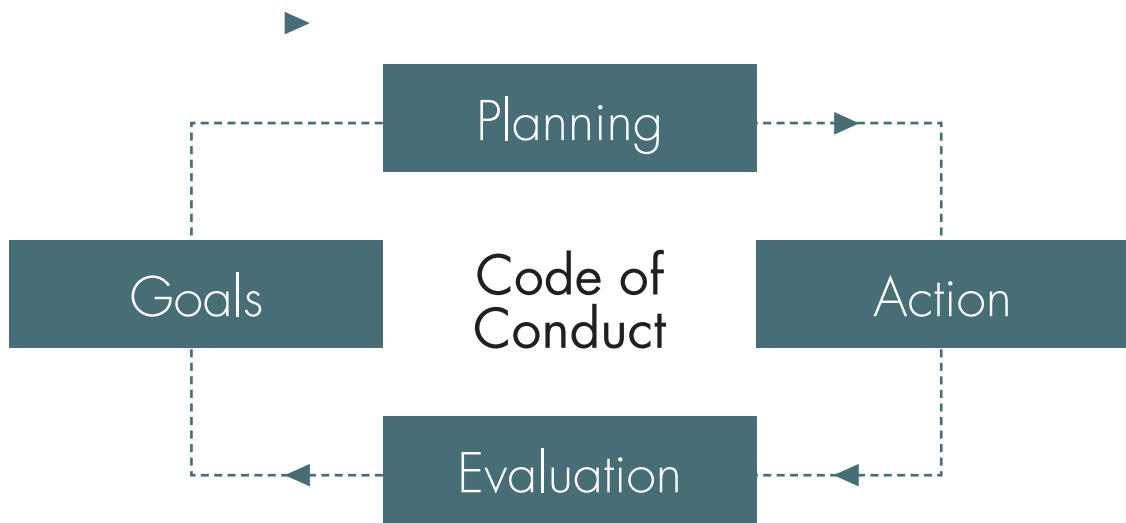 Planning
Goals
Code of
Conduct
Action
Evaluation